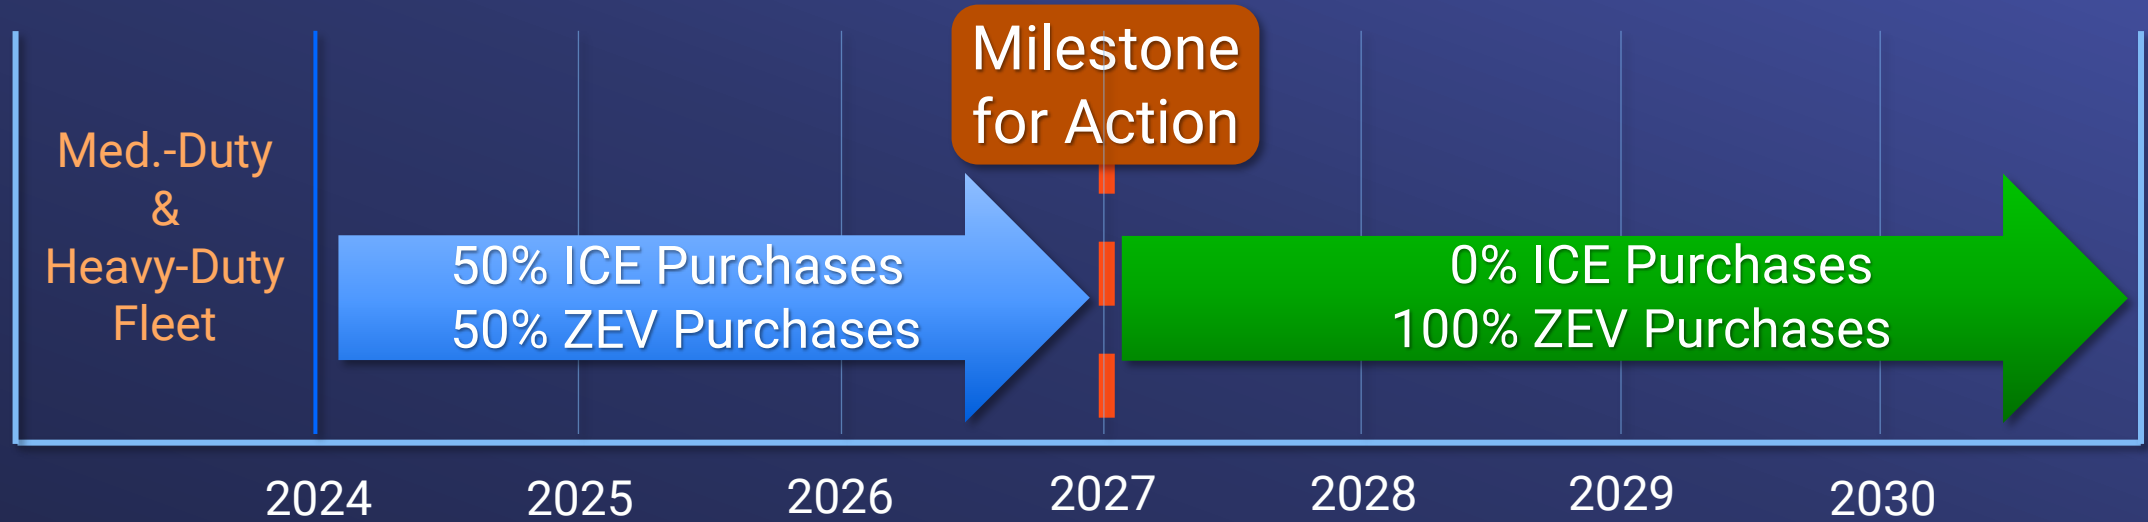 Milestone
for Action
Med.-Duty
&
Heavy-Duty
Fleet
50% ICE Purchases
50% ZEV Purchases
0% ICE Purchases
100% ZEV Purchases
2024
2025
2026
2027
2028
2029
2030